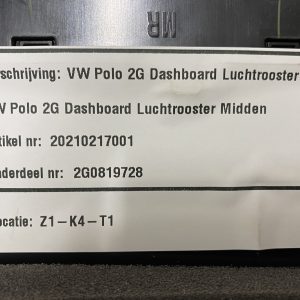 MR
rschrijving: VW Polo 2G Dashboard Luchtrooster
V Polo 2G Dashboard Luchtrooster Midden
tikel nr: 20210217001
nderdeel nr: 2G0819728
ocatie: Z1-K4-T1